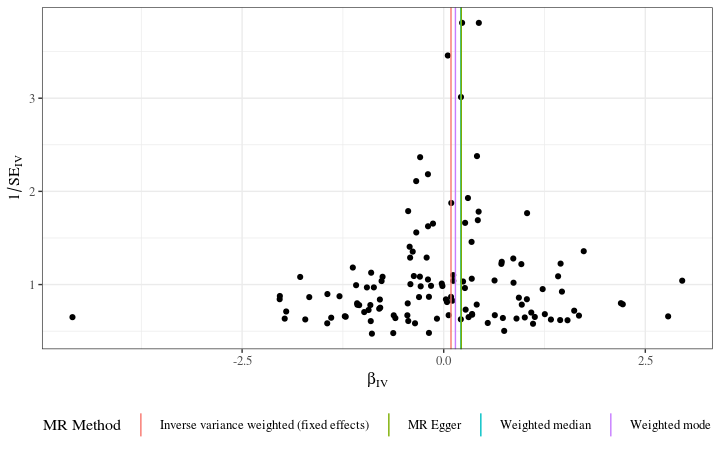 3
2
1
1/SE_IV
-2.5
0.0
2.5
β_IV
MR Method
Inverse variance weighted (fixed effects)
MR Egger
Weighted median
Weighted mode